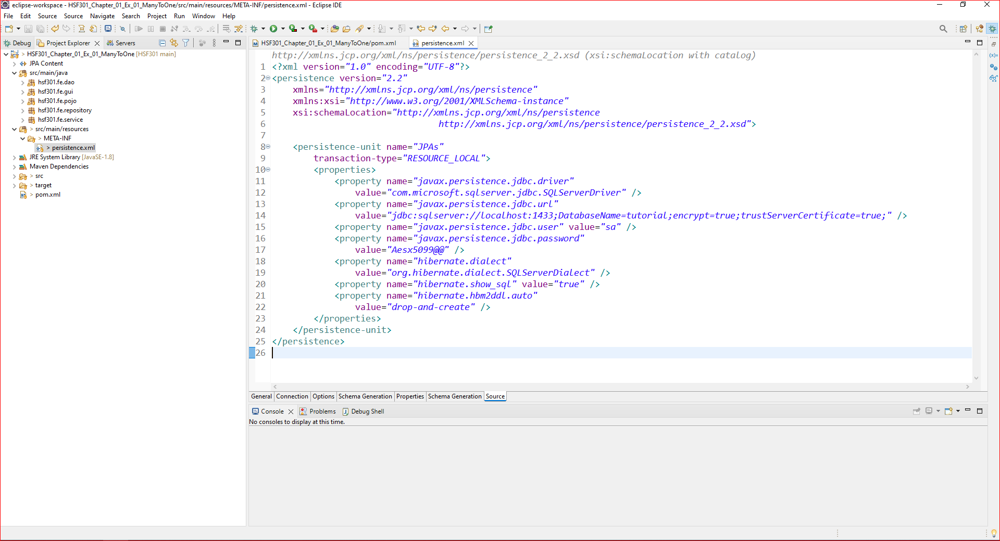 eclipse-workspace - HSF301_Chapter_01_Ex_01_ManyToOne/src/main/resources/META-INF/persistence.xml - Eclipse IDE
File Edit Source Source Navigate Search Project Run Window Help
Debug Project Explorer Servers
HSF301_Chapter_01_Ex_01_ManyToOne/pom.xml persistence.xml
> HSF301_Chapter_01_Ex_01_ManyToOne [HSF301 main]
JPA Content
src/main/java
hsf301.fe.dao
hsf301.fe.gui
hsf301.fe.pojo
hsf301.fe.repository
hsf301.fe.service
> src/main/resources
> META-INF
> persistence.xml
JRE System Library [JavaSE-1.8]
Maven Dependencies
> src
> target
> pom.xml
http://xmlns.jcp.org/xml/ns/persistence/persistence_2_2.xsd (xsi:schemaLocation with catalog)
1 <?xml version="1.0" encoding="UTF-8"?>
2 <persistence version="2.2"
3 xmlns="http://xmlns.jcp.org/xml/ns/persistence"
4 xmlns:xsi="http://www.w3.org/2001/XMLSchema-instance"
5 xsi:schemaLocation="http://xmlns.jcp.org/xml/ns/persistence
6 http://xmlns.jcp.org/xml/ns/persistence/persistence_2_2.xsd">
7
8 <persistence-unit name="JPAs"
9 transaction-type="RESOURCE_LOCAL">
10 <properties>
11 <property name="javax.persistence.jdbc.driver"
12 value="com.microsoft.sqlserver.jdbc.SQLServerDriver" />
13 <property name="javax.persistence.jdbc.url"
14 value="jdbc:sqlserver://localhost:1433;DatabaseName=tutorial;encrypt=true;trustServerCertificate=true;" />
15 <property name="javax.persistence.jdbc.user" value="sa" />
16 <property name="javax.persistence.jdbc.password"
17 value="Aesx5099@@" />
18 <property name="hibernate.dialect"
19 value="org.hibernate.dialect.SQLServerDialect" />
20 <property name="hibernate.show_sql" value="true" />
21 <property name="hibernate.hbm2ddl.auto"
22 value="drop-and-create" />
23 </properties>
24 </persistence-unit>
25 </persistence>
26
General Connection Options Schema Generation Properties Schema Generation Source
Console Problems Debug Shell
No consoles to display at this time.